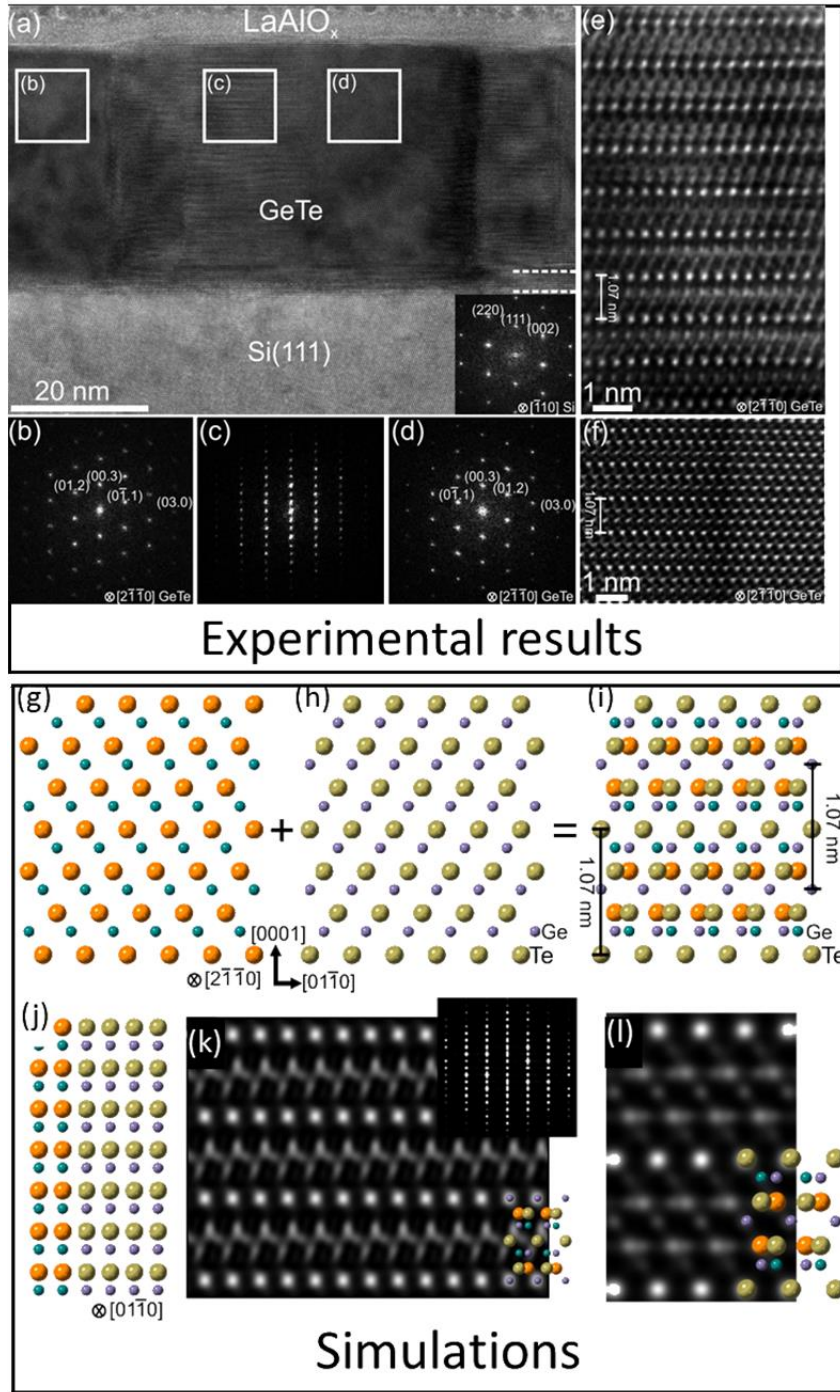 (a)
LaAlOₓ
(b)
(c)
(d)
GeTe
Si(111)
20 nm
(220)
(111)
(002)
⊗[1̄10] Si
(e)
1.07 nm
1 nm
⊗[21̄1̄0] GeTe
(b)
(00.3)
(01.2)
(01̄.1)
(03.0)
⊗[21̄1̄0] GeTe
(c)
(d)
(00.3)
(01̄.1)
(01.2)
(03.0)
⊗[21̄1̄0] GeTe
(f)
1.07 nm
1 nm
⊗[21̄1̄0] GeTe
Experimental results
(g)
(h)
(i)
+
=
1.07 nm
1.07 nm
Ge
Te
Ge
Te
[0001]
⊗[21̄1̄0]
[011̄0]
(j)
(k)
(l)
⊗[011̄0]
Simulations